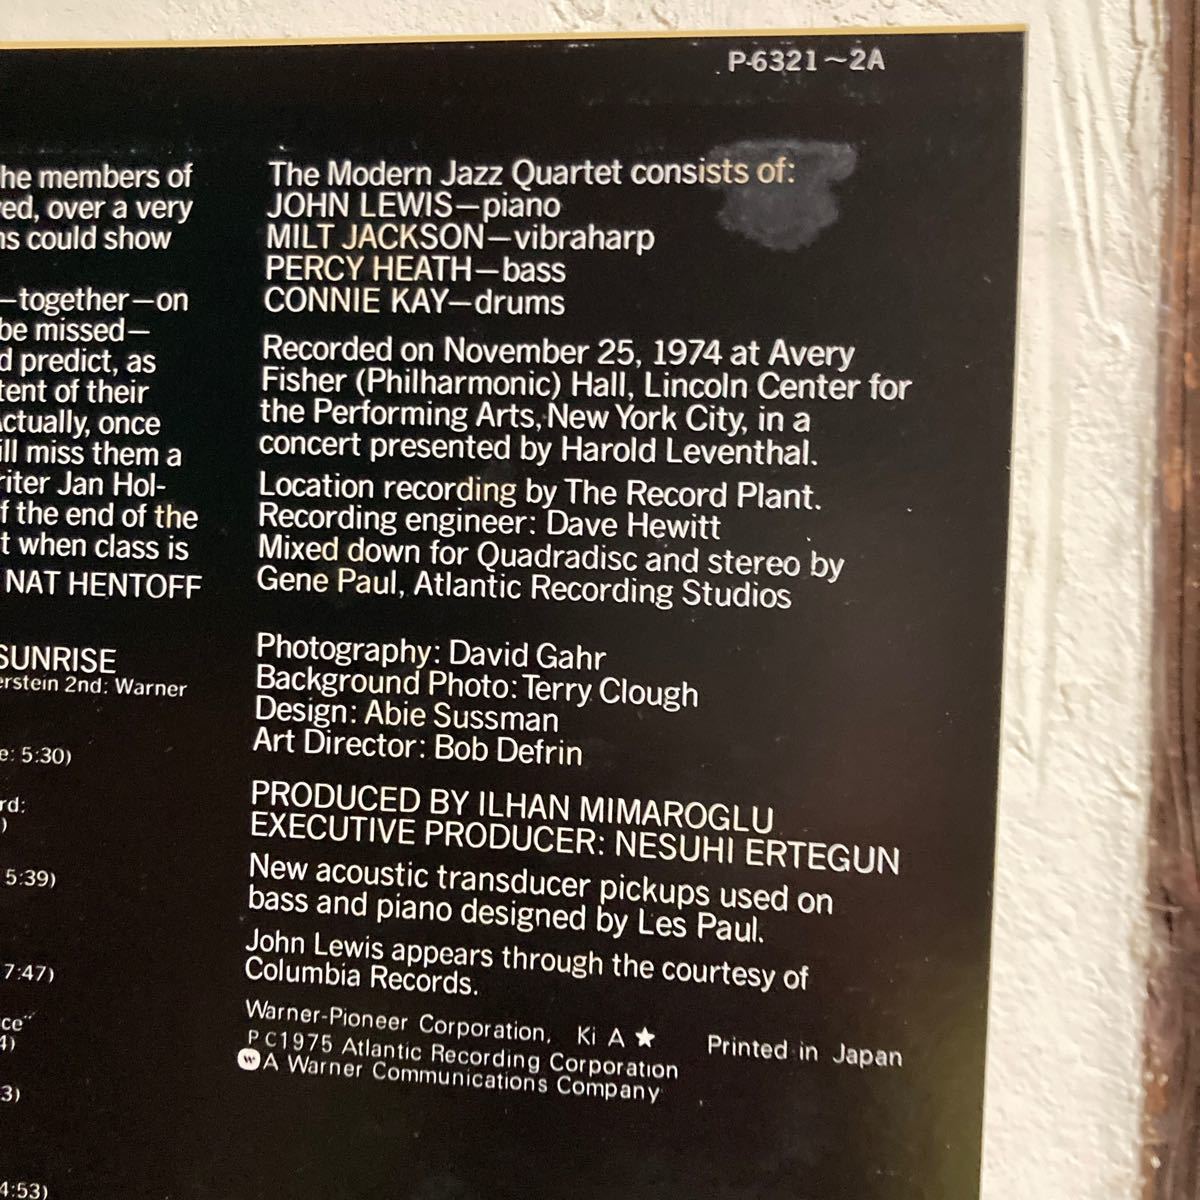 P-6321~2A
he members of
ed, over a very
ns could show
—together—on
be missed—
d predict, as
tent of their
Actually, once
ill miss them a
riter Jan Hol-
f the end of the
t when class is
NAT HENTOFF
SUNRISE
erstein 2nd: Warner
e: 5:30)
rd:
)
5:39)
7:47)
ce"
4)
3)
4:53)
The Modern Jazz Quartet consists of:
JOHN LEWIS—piano
MILT JACKSON—vibraharp
PERCY HEATH—bass
CONNIE KAY—drums
Recorded on November 25, 1974 at Avery
Fisher (Philharmonic) Hall, Lincoln Center for
the Performing Arts, New York City, in a
concert presented by Harold Leventhal.
Location recording by The Record Plant.
Recording engineer: Dave Hewitt
Mixed down for Quadradisc and stereo by
Gene Paul, Atlantic Recording Studios
Photography: David Gahr
Background Photo: Terry Clough
Design: Abie Sussman
Art Director: Bob Defrin
PRODUCED BY ILHAN MIMAROGLU
EXECUTIVE PRODUCER: NESUHI ERTEGUN
New acoustic transducer pickups used on
bass and piano designed by Les Paul.
John Lewis appears through the courtesy of
Columbia Records.
Warner-Pioneer Corporation, Ki A ★ Printed in Japan
P C1975 Atlantic Recording Corporation
A Warner Communications Company